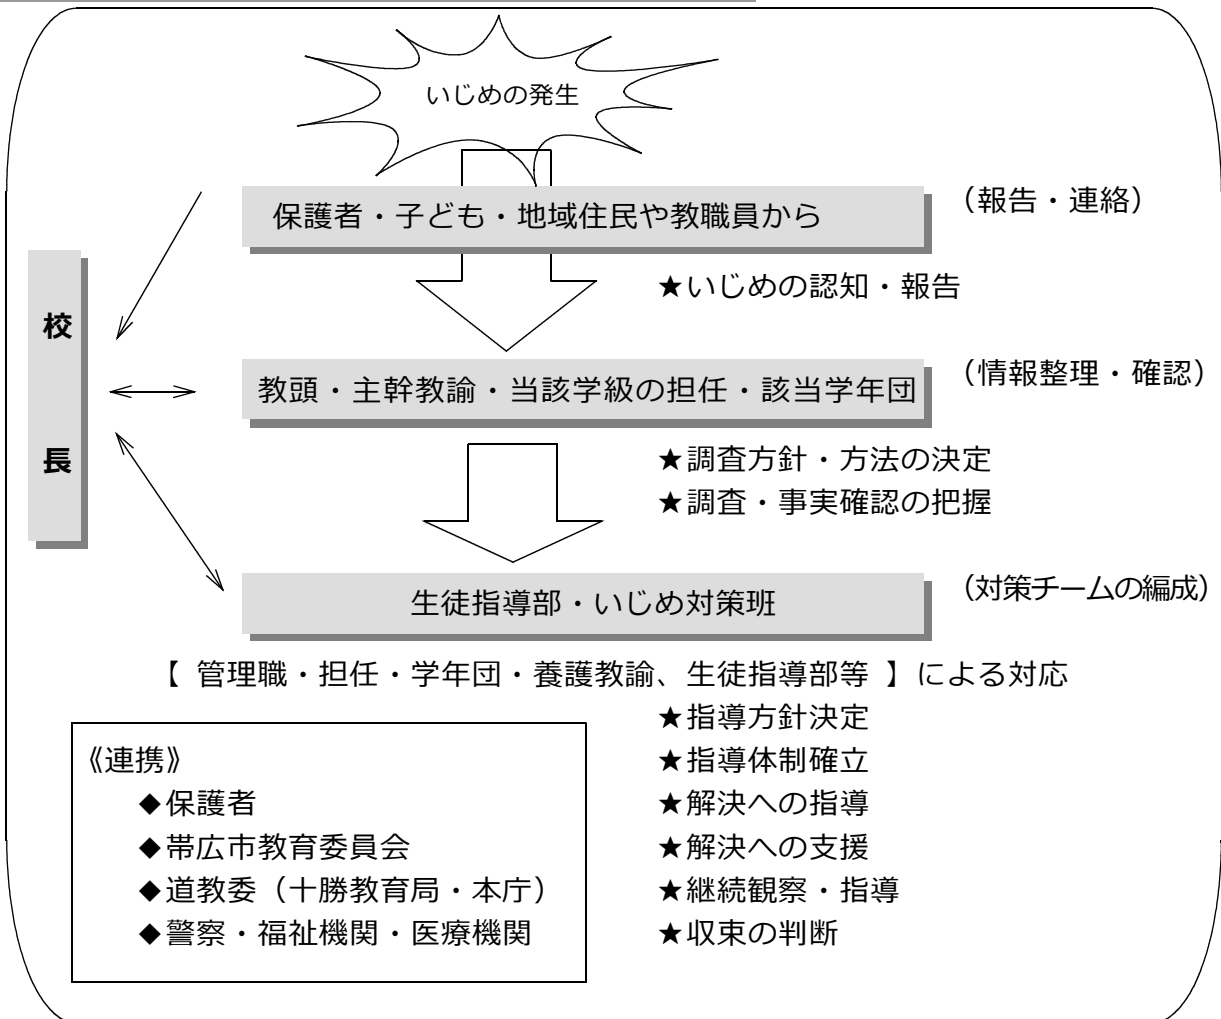 いじめの発生
保護者・子ども・地域住民や教職員から
（報告・連絡）
★いじめの認知・報告
校長
教頭・主幹教諭・当該学級の担任・該当学年団
（情報整理・確認）
★調査方針・方法の決定
★調査・事実確認の把握
生徒指導部・いじめ対策班
（対策チームの編成）
【 管理職・担任・学年団・養護教諭、生徒指導部等 】による対応
★指導方針決定
★指導体制確立
★解決への指導
★解決への支援
★継続観察・指導
★収束の判断
《連携》
◆保護者
◆帯広市教育委員会
◆道教委（十勝教育局・本庁）
◆警察・福祉機関・医療機関